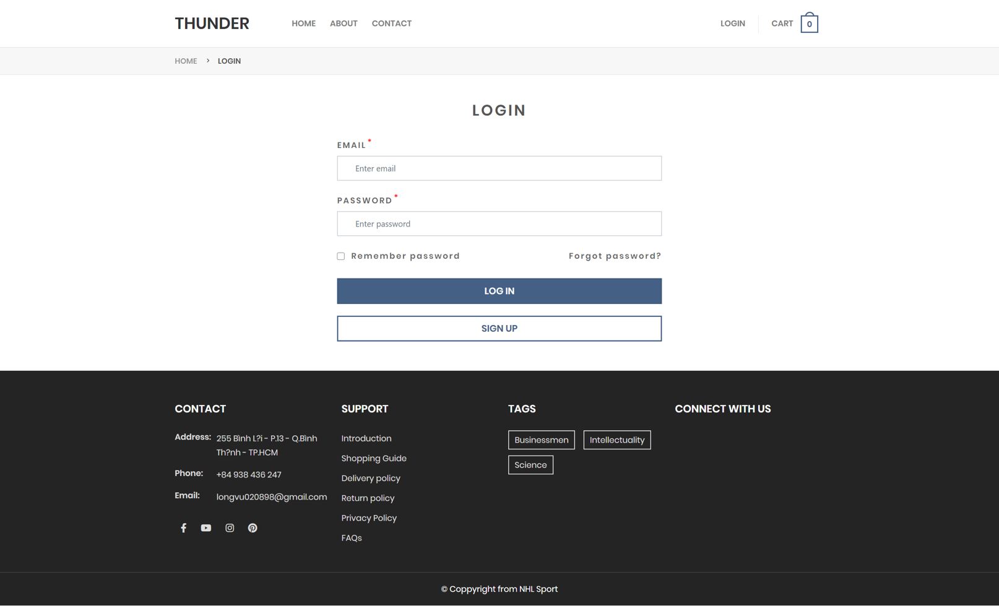 THUNDER
HOME ABOUT CONTACT
LOGIN CART 0
HOME > LOGIN
LOGIN
EMAIL *
Enter email
PASSWORD *
Enter password
Remember password Forgot password?
LOG IN
SIGN UP
CONTACT
Address: 255 Bình L?i - P.13 - Q.Bình
Th?nh - TP.HCM
Phone: +84 938 436 247
Email: longvu020898@gmail.com
SUPPORT
Introduction
Shopping Guide
Delivery policy
Return policy
Privacy Policy
FAQs
TAGS
Businessmen Intellectuality
Science
CONNECT WITH US
© Coppyright from NHL Sport